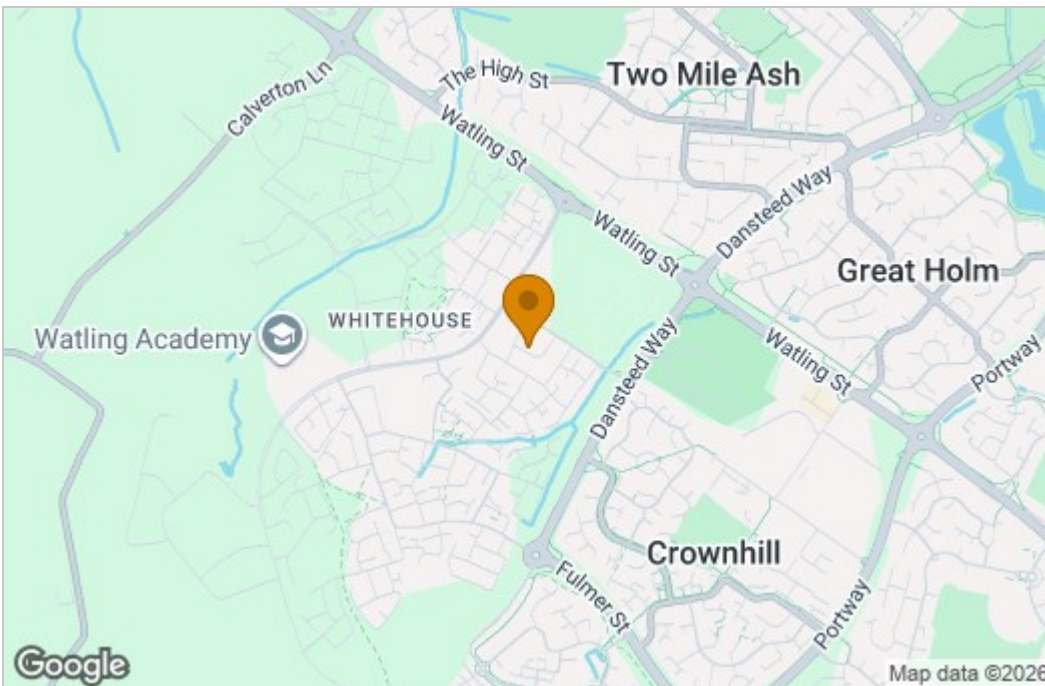 Calverton Ln
The High St
Two Mile Ash
Watling St
Dansteed Way
Watling St
Great Holm
WHITEHOUSE
Watling Academy
Dansteed Way
Watling St
Portway
Crownhill
Fulmer St
Portway
Google
Map data ©2026